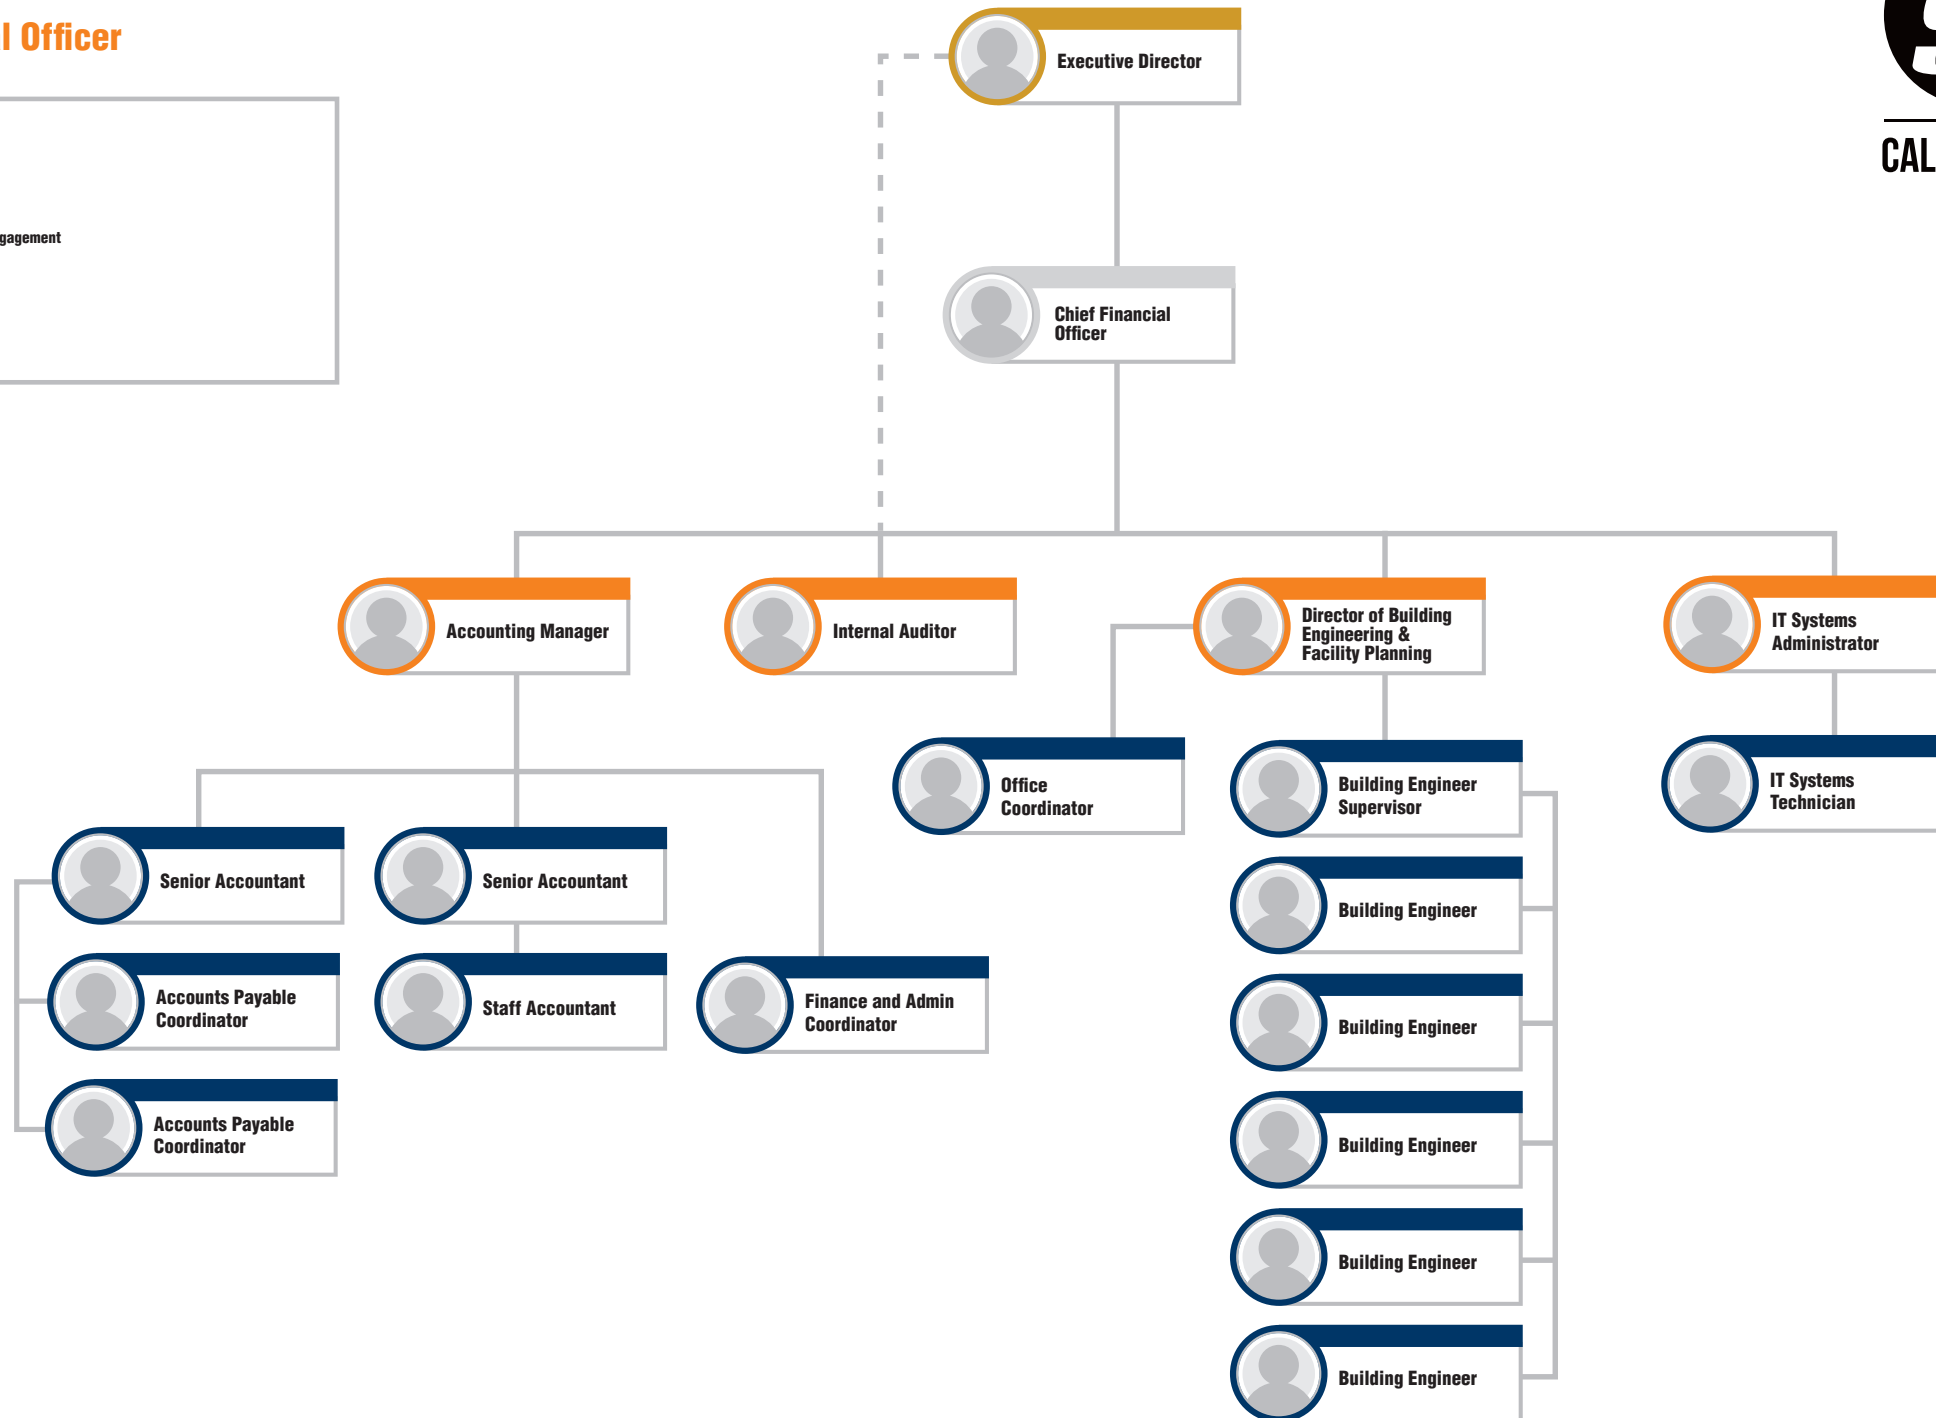 l Officer
Executive Director
CAL
gagement
Chief Financial
Officer
Accounting Manager
Internal Auditor
Director of Building
Engineering &
Facility Planning
IT Systems
Administrator
Office
Coordinator
Building Engineer
Supervisor
IT Systems
Technician
Senior Accountant
Senior Accountant
Building Engineer
Accounts Payable
Coordinator
Staff Accountant
Finance and Admin
Coordinator
Building Engineer
Accounts Payable
Coordinator
Building Engineer
Building Engineer
Building Engineer